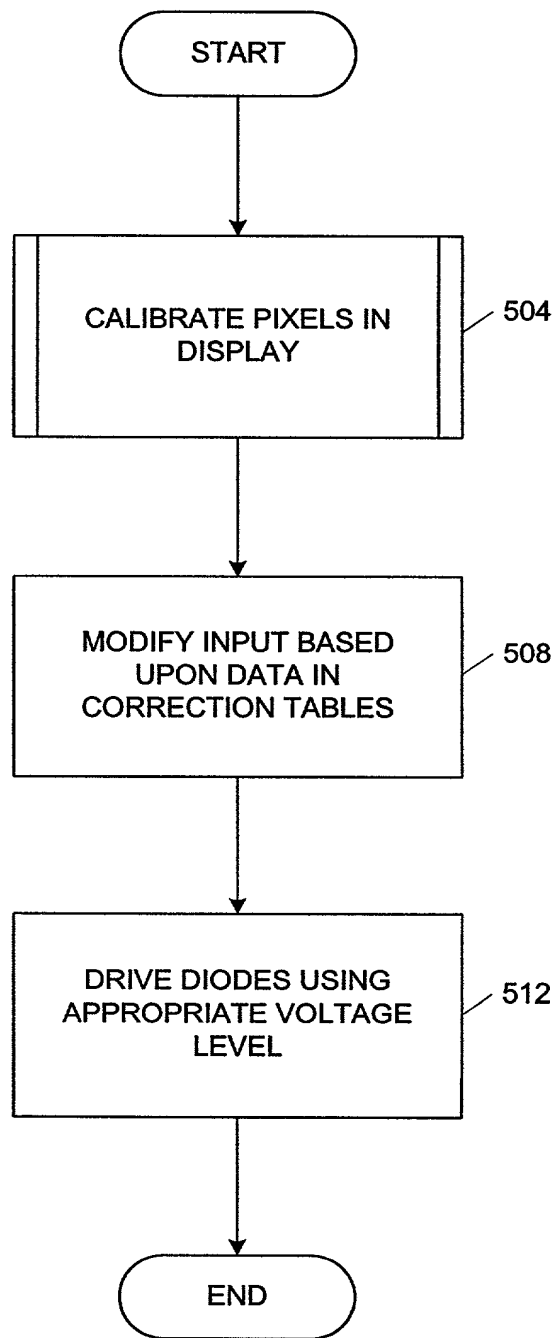 START
CALIBRATE PIXELS IN
DISPLAY
504
MODIFY INPUT BASED
UPON DATA IN
CORRECTION TABLES
508
DRIVE DIODES USING
APPROPRIATE VOLTAGE
LEVEL
512
END